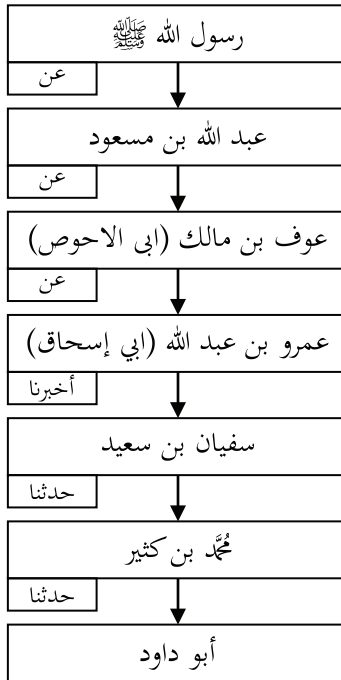 رسول الله ﷺ
عن
عبد الله بن مسعود
عن
عوف بن مالك (ابى الاحوص)
عن
عمرو بن عبد الله (ابي إسحاق)
أخبرنا
سفيان بن سعيد
حدثنا
مُحَمَّد بن كثير
حدثنا
أبو داود